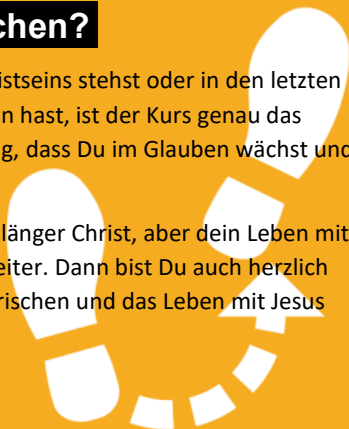 chen?
istseins stehst oder in den letzten
n hast, ist der Kurs genau das
g, dass Du im Glauben wächst und
länger Christ, aber dein Leben mit
eiter. Dann bist Du auch herzlich
rischen und das Leben mit Jesus